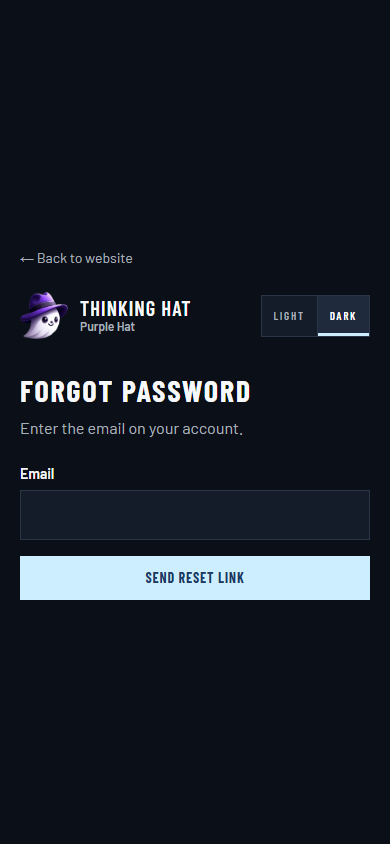 ← Back to website
THINKING HAT
Purple Hat
LIGHT
DARK
FORGOT PASSWORD
Enter the email on your account.
Email
SEND RESET LINK